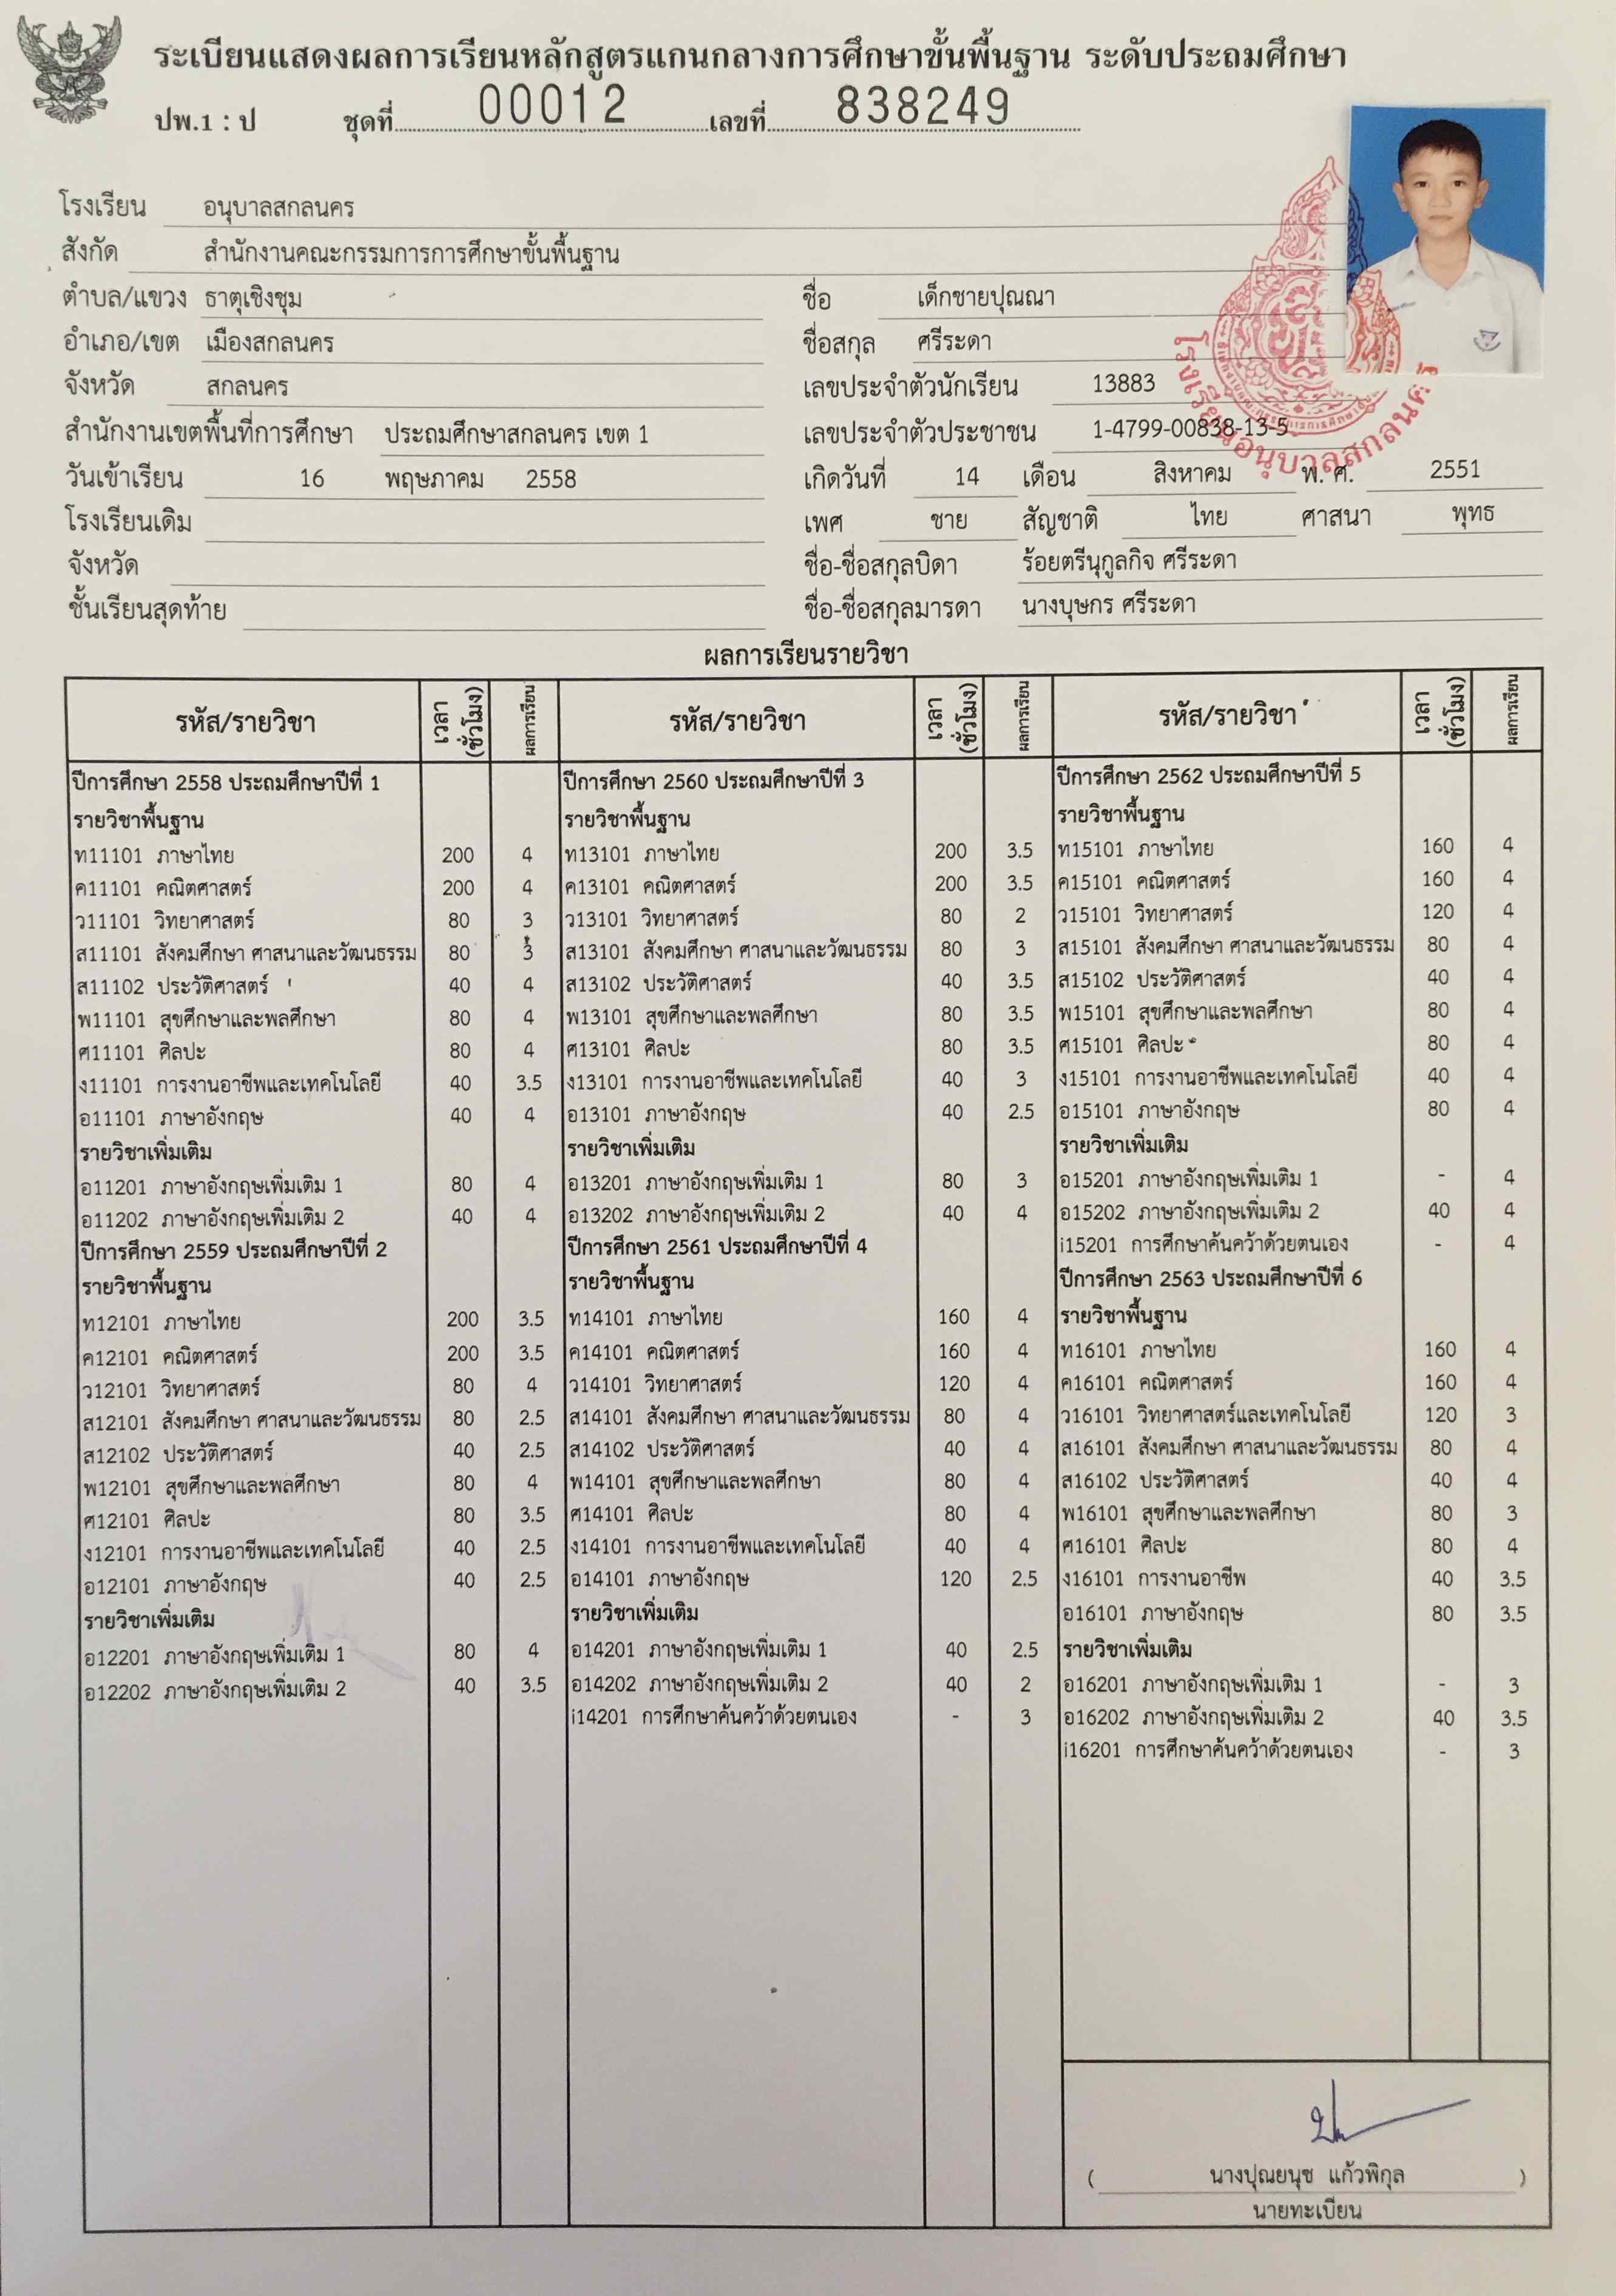 ระเบียนแสดงผลการเรียนหลักสูตรแกนกลางการศึกษาขั้นพื้นฐาน ระดับประถมศึกษา
ปพ.1 : ป ชุดที่ 00012 เลขที่ 838249
โรงเรียน อนุบาลสกลนคร
สังกัด สำนักงานคณะกรรมการการศึกษาขั้นพื้นฐาน
ตำบล/แขวง ธาตุเชิงชุม
อำเภอ/เขต เมืองสกลนคร
จังหวัด สกลนคร
สำนักงานเขตพื้นที่การศึกษา ประถมศึกษาสกลนคร เขต 1
วันเข้าเรียน 16 พฤษภาคม 2558
โรงเรียนเดิม
จังหวัด
ชั้นเรียนสุดท้าย
ชื่อ เด็กชายปุณณา
ชื่อสกุล ศรีระดา
เลขประจำตัวนักเรียน 13883
เลขประจำตัวประชาชน 1-4799-00838-13-5
เกิดวันที่ 14 เดือน สิงหาคม พ.ศ. 2551
เพศ ชาย สัญชาติ ไทย ศาสนา พุทธ
ชื่อ-ชื่อสกุลบิดา ร้อยตรีนุกูลกิจ ศรีระดา
ชื่อ-ชื่อสกุลมารดา นางบุษกร ศรีระดา
โรงเรียนอนุบาลสกลนคร
ผลการเรียนรายวิชา
รหัส/รายวิชา เวลา (ชั่วโมง) ผลการเรียน
ปีการศึกษา 2558 ประถมศึกษาปีที่ 1
รายวิชาพื้นฐาน
ท11101 ภาษาไทย 200 4
ค11101 คณิตศาสตร์ 200 4
ว11101 วิทยาศาสตร์ 80 3
ส11101 สังคมศึกษา ศาสนาและวัฒนธรรม 80 3
ส11102 ประวัติศาสตร์ 40 4
พ11101 สุขศึกษาและพลศึกษา 80 4
ศ11101 ศิลปะ 80 4
ง11101 การงานอาชีพและเทคโนโลยี 40 3.5
อ11101 ภาษาอังกฤษ 40 4
รายวิชาเพิ่มเติม
อ11201 ภาษาอังกฤษเพิ่มเติม 1 80 4
อ11202 ภาษาอังกฤษเพิ่มเติม 2 40 4
ปีการศึกษา 2559 ประถมศึกษาปีที่ 2
รายวิชาพื้นฐาน
ท12101 ภาษาไทย 200 3.5
ค12101 คณิตศาสตร์ 200 3.5
ว12101 วิทยาศาสตร์ 80 4
ส12101 สังคมศึกษา ศาสนาและวัฒนธรรม 80 2.5
ส12102 ประวัติศาสตร์ 40 2.5
พ12101 สุขศึกษาและพลศึกษา 80 4
ศ12101 ศิลปะ 80 3.5
ง12101 การงานอาชีพและเทคโนโลยี 40 2.5
อ12101 ภาษาอังกฤษ 40 2.5
รายวิชาเพิ่มเติม
อ12201 ภาษาอังกฤษเพิ่มเติม 1 80 4
อ12202 ภาษาอังกฤษเพิ่มเติม 2 40 3.5
รหัส/รายวิชา เวลา (ชั่วโมง) ผลการเรียน
ปีการศึกษา 2560 ประถมศึกษาปีที่ 3
รายวิชาพื้นฐาน
ท13101 ภาษาไทย 200 3.5
ค13101 คณิตศาสตร์ 200 3.5
ว13101 วิทยาศาสตร์ 80 2
ส13101 สังคมศึกษา ศาสนาและวัฒนธรรม 80 3
ส13102 ประวัติศาสตร์ 40 3.5
พ13101 สุขศึกษาและพลศึกษา 80 3.5
ศ13101 ศิลปะ 80 3.5
ง13101 การงานอาชีพและเทคโนโลยี 40 3
อ13101 ภาษาอังกฤษ 40 2.5
รายวิชาเพิ่มเติม
อ13201 ภาษาอังกฤษเพิ่มเติม 1 80 3
อ13202 ภาษาอังกฤษเพิ่มเติม 2 40 4
ปีการศึกษา 2561 ประถมศึกษาปีที่ 4
รายวิชาพื้นฐาน
ท14101 ภาษาไทย 160 4
ค14101 คณิตศาสตร์ 160 4
ว14101 วิทยาศาสตร์ 120 4
ส14101 สังคมศึกษา ศาสนาและวัฒนธรรม 80 4
ส14102 ประวัติศาสตร์ 40 4
พ14101 สุขศึกษาและพลศึกษา 80 4
ศ14101 ศิลปะ 80 4
ง14101 การงานอาชีพและเทคโนโลยี 40 4
อ14101 ภาษาอังกฤษ 120 2.5
รายวิชาเพิ่มเติม
อ14201 ภาษาอังกฤษเพิ่มเติม 1 40 2.5
อ14202 ภาษาอังกฤษเพิ่มเติม 2 40 2
i14201 การศึกษาค้นคว้าด้วยตนเอง - 3
รหัส/รายวิชา เวลา (ชั่วโมง) ผลการเรียน
ปีการศึกษา 2562 ประถมศึกษาปีที่ 5
รายวิชาพื้นฐาน
ท15101 ภาษาไทย 160 4
ค15101 คณิตศาสตร์ 160 4
ว15101 วิทยาศาสตร์ 120 4
ส15101 สังคมศึกษา ศาสนาและวัฒนธรรม 80 4
ส15102 ประวัติศาสตร์ 40 4
พ15101 สุขศึกษาและพลศึกษา 80 4
ศ15101 ศิลปะ 80 4
ง15101 การงานอาชีพและเทคโนโลยี 40 4
อ15101 ภาษาอังกฤษ 80 4
รายวิชาเพิ่มเติม
อ15201 ภาษาอังกฤษเพิ่มเติม 1 - 4
อ15202 ภาษาอังกฤษเพิ่มเติม 2 40 4
i15201 การศึกษาค้นคว้าด้วยตนเอง - 4
ปีการศึกษา 2563 ประถมศึกษาปีที่ 6
รายวิชาพื้นฐาน
ท16101 ภาษาไทย 160 4
ค16101 คณิตศาสตร์ 160 4
ว16101 วิทยาศาสตร์และเทคโนโลยี 120 3
ส16101 สังคมศึกษา ศาสนาและวัฒนธรรม 80 4
ส16102 ประวัติศาสตร์ 40 4
พ16101 สุขศึกษาและพลศึกษา 80 3
ศ16101 ศิลปะ 80 4
ง16101 การงานอาชีพ 40 3.5
อ16101 ภาษาอังกฤษ 80 3.5
รายวิชาเพิ่มเติม
อ16201 ภาษาอังกฤษเพิ่มเติม 1 - 3
อ16202 ภาษาอังกฤษเพิ่มเติม 2 40 3.5
i16201 การศึกษาค้นคว้าด้วยตนเอง - 3
( นางปุณยนุช แก้วพิกุล )
นายทะเบียน